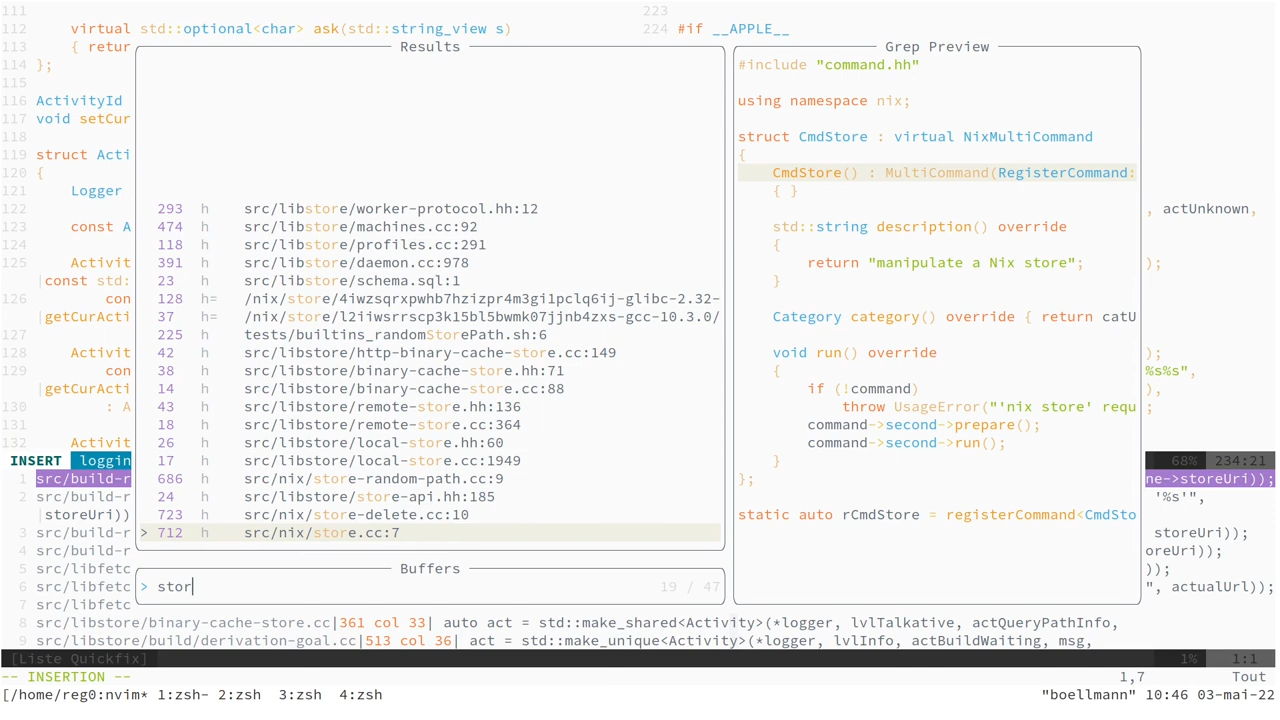 111
112 virtual std::optional<char> ask(std::string_view s)
113 { retur
114 };
115
116 ActivityId
117 void setCur
118
119 struct Acti
120 {
121 Logger
122
123 const A
124
125 Activit
|const std:
126 con
|getCurActi
127
128 Activit
129 con
|getCurActi
130 : A
131
132 Activit
INSERT loggin
223
224 #if __APPLE__
, actUnknown,
);
);
%s%s",
),
;
68% 234:21
Results
293 h src/libstore/worker-protocol.hh:12
474 h src/libstore/machines.cc:92
118 h src/libstore/profiles.cc:291
391 h src/libstore/daemon.cc:978
23 h src/libstore/schema.sql:1
128 h= /nix/store/4iwzsqrxpwhb7hzizpr4m3gi1pclq6ij-glibc-2.32-
37 h= /nix/store/l2iiwsrrscp3k15bl5bwmk07jjnb4zxs-gcc-10.3.0/
225 h tests/builtins_randomStorePath.sh:6
42 h src/libstore/http-binary-cache-store.cc:149
38 h src/libstore/binary-cache-store.hh:71
14 h src/libstore/binary-cache-store.cc:88
43 h src/libstore/remote-store.hh:136
18 h src/libstore/remote-store.cc:364
26 h src/libstore/local-store.hh:60
17 h src/libstore/local-store.cc:1949
686 h src/nix/store-random-path.cc:9
24 h src/libstore/store-api.hh:185
723 h src/nix/store-delete.cc:10
> 712 h src/nix/store.cc:7
Buffers
> stor 19 / 47
Grep Preview
#include "command.hh"
using namespace nix;
struct CmdStore : virtual NixMultiCommand
{
CmdStore() : MultiCommand(RegisterCommand:
{ }
std::string description() override
{
return "manipulate a Nix store";
}
Category category() override { return catU
void run() override
{
if (!command)
throw UsageError("'nix store' requ
command->second->prepare();
command->second->run();
}
};
static auto rCmdStore = registerCommand<CmdSto
1 src/build-r ne->storeUri));
2 src/build-r '%s'",
|storeUri))
3 src/build-r storeUri));
4 src/build-r oreUri));
5 src/libfetc ));
6 src/libfetc ", actualUrl));
7 src/libfetc
8 src/libstore/binary-cache-store.cc|361 col 33| auto act = std::make_shared<Activity>(*logger, lvlTalkative, actQueryPathInfo,
9 src/libstore/build/derivation-goal.cc|513 col 36| act = std::make_unique<Activity>(*logger, lvlInfo, actBuildWaiting, msg,
[Liste Quickfix] 1% 1:1
-- INSERTION -- 1,7 Tout
[/home/reg0:nvim* 1:zsh- 2:zsh 3:zsh 4:zsh "boellmann" 10:46 03-mai-22